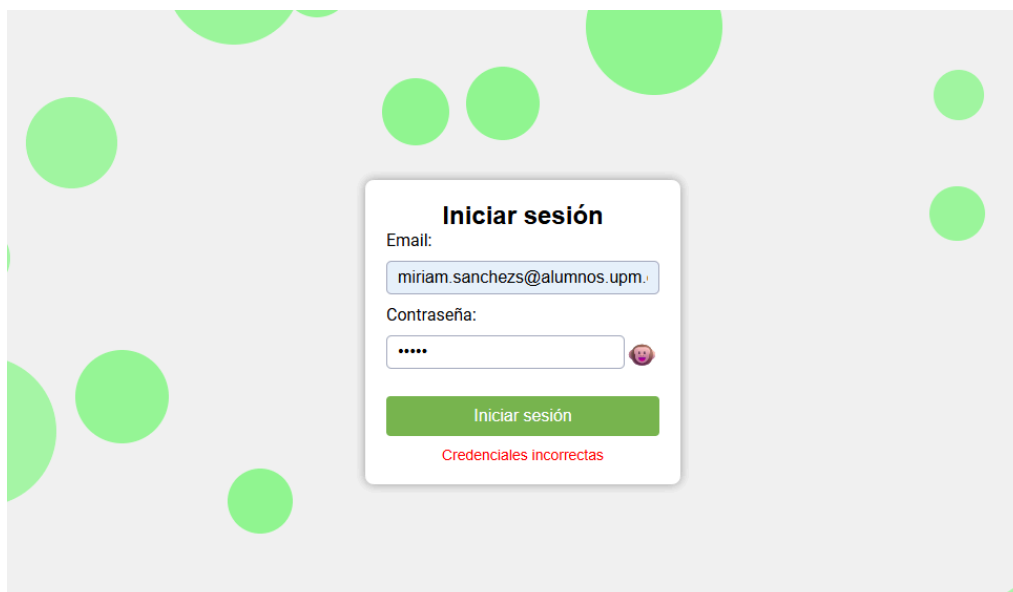 Iniciar sesión
Email:
miriam.sanchezs@alumnos.upm.
Contraseña:
•••••
Iniciar sesión
Credenciales incorrectas